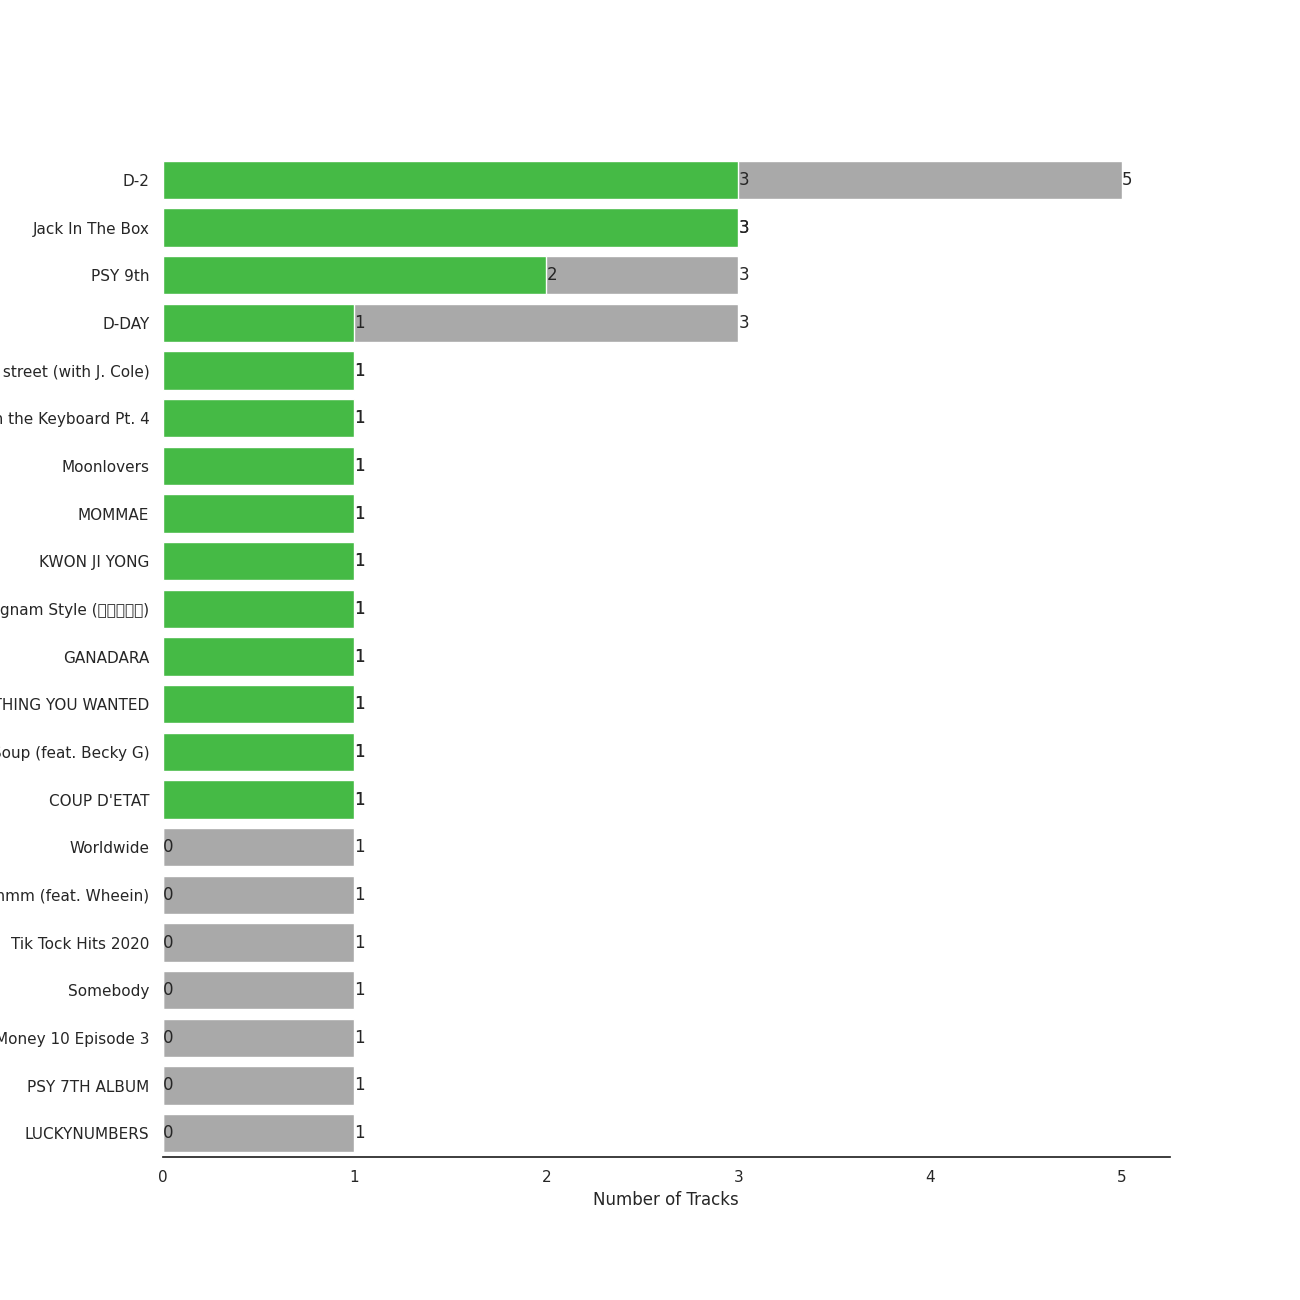 D-2 3 5
Jack In The Box 3
PSY 9th 2 3
D-DAY 1 3
street (with J. Cole) 1
the Keyboard Pt. 4 1
Moonlovers 1
MOMMAE 1
KWON JI YONG 1
gnam Style (▯▯▯▯▯) 1
GANADARA 1
THING YOU WANTED 1
Soup (feat. Becky G) 1
COUP D'ETAT 1
Worldwide 0 1
mm (feat. Wheein) 0 1
Tik Tock Hits 2020 0 1
Somebody 0 1
Money 10 Episode 3 0 1
PSY 7TH ALBUM 0 1
LUCKYNUMBERS 0 1
0 1 2 3 4 5
Number of Tracks